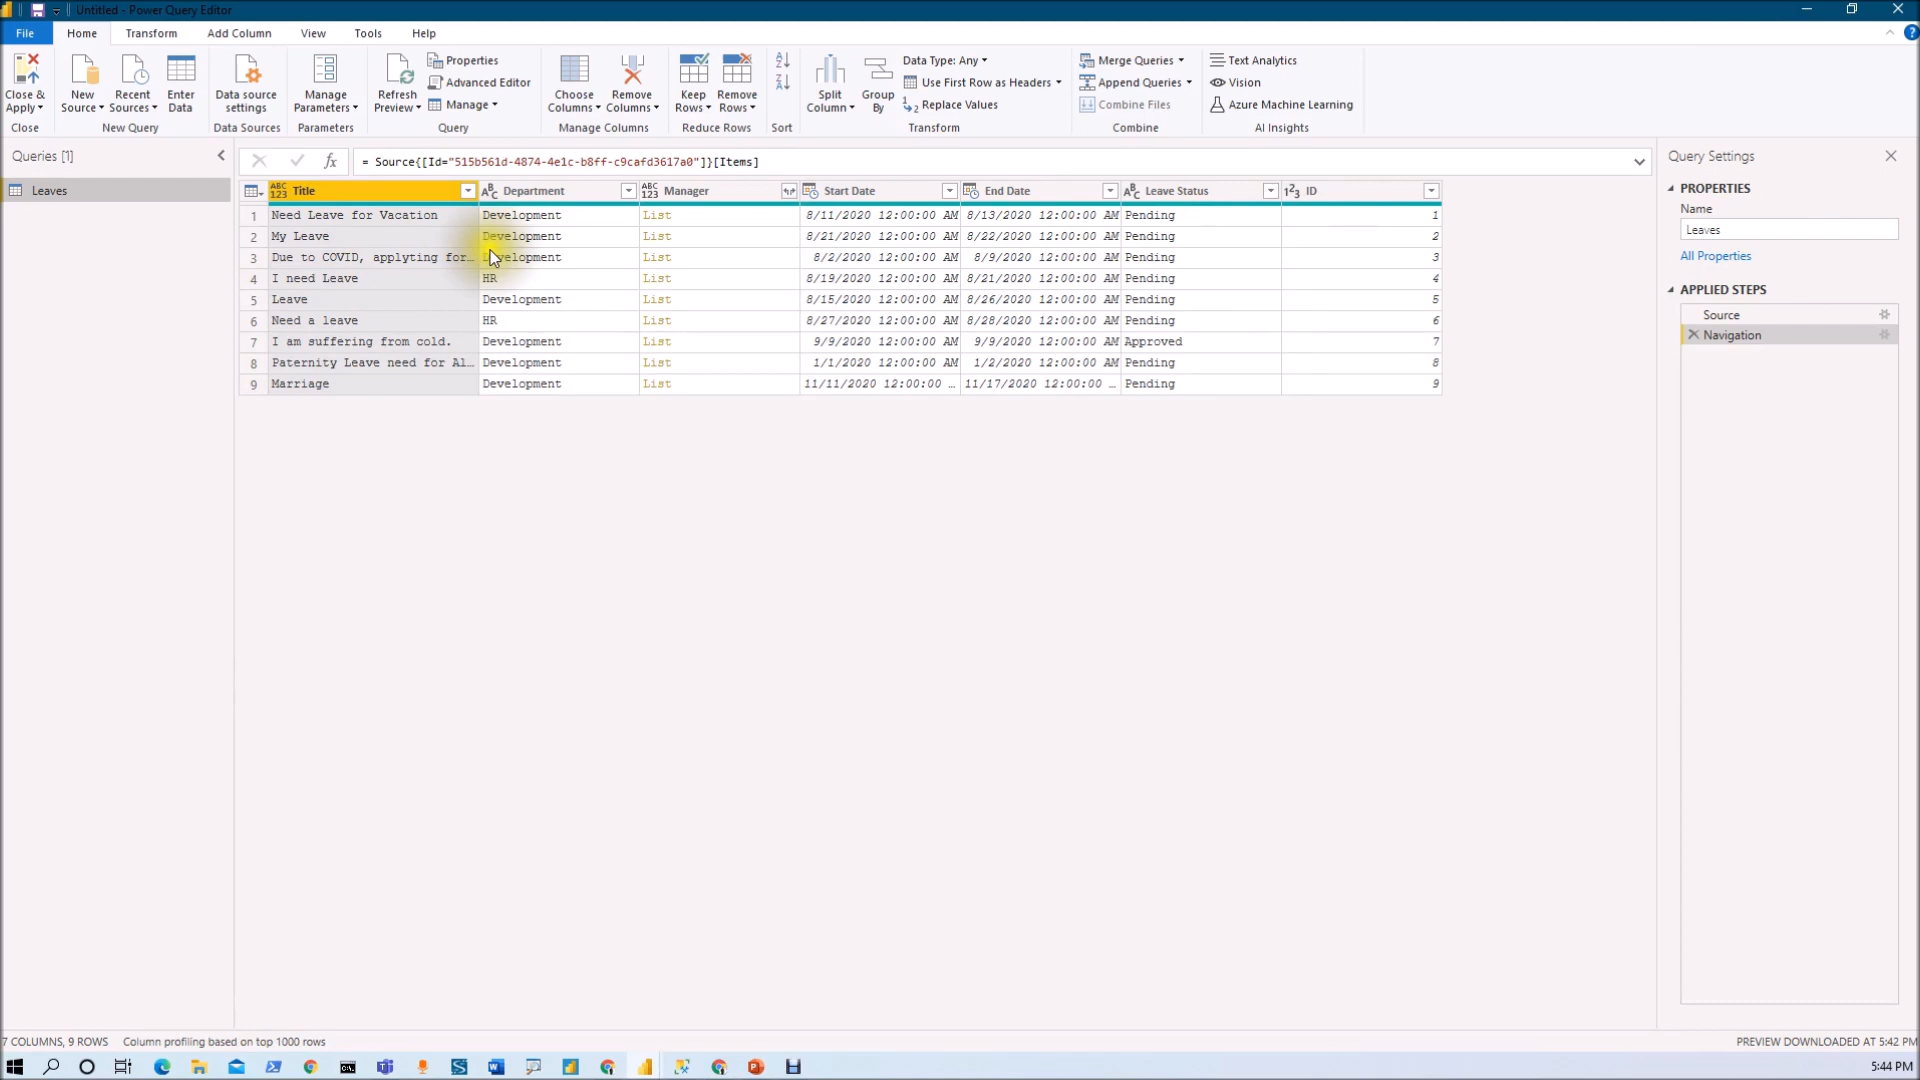 Untitled - Power Query Editor
File Home Transform Add Column View Tools Help
Close & Apply
New Source
Recent Sources
Enter Data
Data source settings
Manage Parameters
Refresh Preview
Properties
Advanced Editor
Manage
Choose Columns
Remove Columns
Keep Rows
Remove Rows
Split Column
Group By
Data Type: Any
Use First Row as Headers
Replace Values
Merge Queries
Append Queries
Combine Files
Text Analytics
Vision
Azure Machine Learning
Close New Query Data Sources Parameters Query Manage Columns Reduce Rows Sort Transform Combine AI Insights
Queries [1]
Leaves
fx = Source{[Id="515b561d-4874-4e1c-b8ff-c9cafd3617a0"]}[Items]
ABC 123 Title ABC Department ABC 123 Manager Start Date End Date ABC Leave Status 123 ID
1 Need Leave for Vacation Development List 8/11/2020 12:00:00 AM 8/13/2020 12:00:00 AM Pending 1
2 My Leave Development List 8/21/2020 12:00:00 AM 8/22/2020 12:00:00 AM Pending 2
3 Due to COVID, applyting for... Development List 8/2/2020 12:00:00 AM 8/9/2020 12:00:00 AM Pending 3
4 I need Leave HR List 8/19/2020 12:00:00 AM 8/21/2020 12:00:00 AM Pending 4
5 Leave Development List 8/15/2020 12:00:00 AM 8/26/2020 12:00:00 AM Pending 5
6 Need a leave HR List 8/27/2020 12:00:00 AM 8/28/2020 12:00:00 AM Pending 6
7 I am suffering from cold. Development List 9/9/2020 12:00:00 AM 9/9/2020 12:00:00 AM Approved 7
8 Paternity Leave need for Al... Development List 1/1/2020 12:00:00 AM 1/2/2020 12:00:00 AM Pending 8
9 Marriage Development List 11/11/2020 12:00:00 ... 11/17/2020 12:00:00 ... Pending 9
Query Settings
PROPERTIES
Name
Leaves
All Properties
APPLIED STEPS
Source
Navigation
7 COLUMNS, 9 ROWS Column profiling based on top 1000 rows
PREVIEW DOWNLOADED AT 5:42 PM
5:44 PM